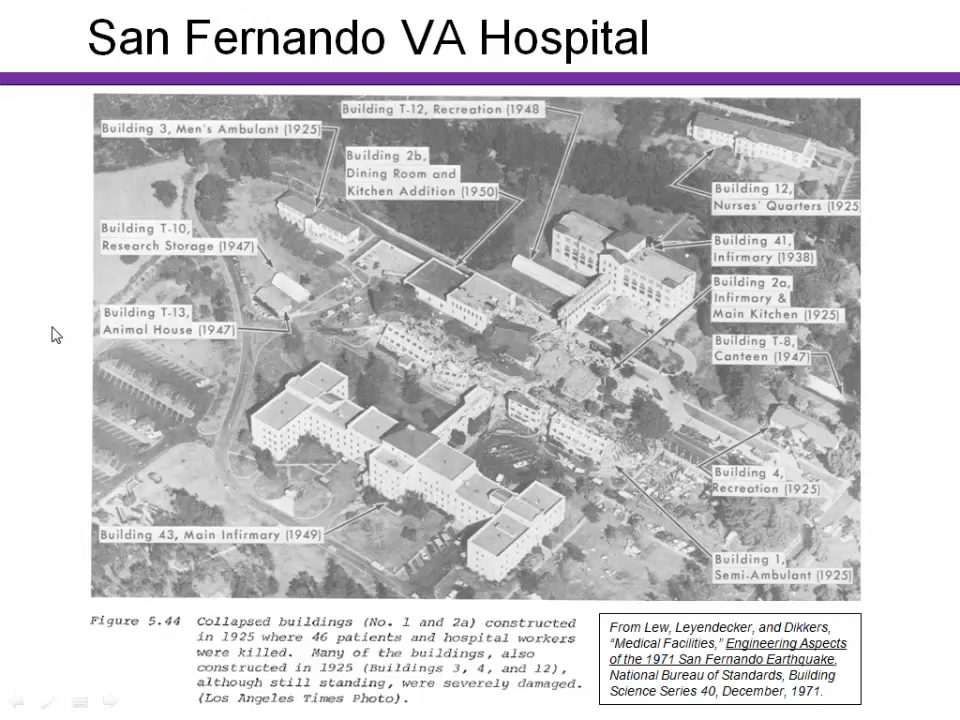 San Fernando VA Hospital
Building T-12, Recreation (1948
Building 3, Men's Ambulant (1925)
Building 2b,
Dining Room and
Kitchen Addition (1950)
Building 12,
Nurses' Quarters (1925
Building T-10,
Research Storage (1947)
Building 41,
Infirmary (1938)
Building 2a,
Infirmary &
Main Kitchen (1925)
Building T-13,
Animal House (1947)
Building T-8,
Canteen (1947)
Building 4,
Recreation (1925)
Building 43, Main Infirmary (1949)
Building 1,
Semi-Ambulant (1925)
Figure 5.44 Collapsed buildings (No. 1 and 2a) constructed
in 1925 where 46 patients and hospital workers
were killed. Many of the buildings, also
constructed in 1925 (Buildings 3, 4, and 12),
although still standing, were severely damaged.
(Los Angeles Times Photo).
From Lew, Leyendecker, and Dikkers,
"Medical Facilities," Engineering Aspects
of the 1971 San Fernando Earthquake,
National Bureau of Standards, Building
Science Series 40, December, 1971.